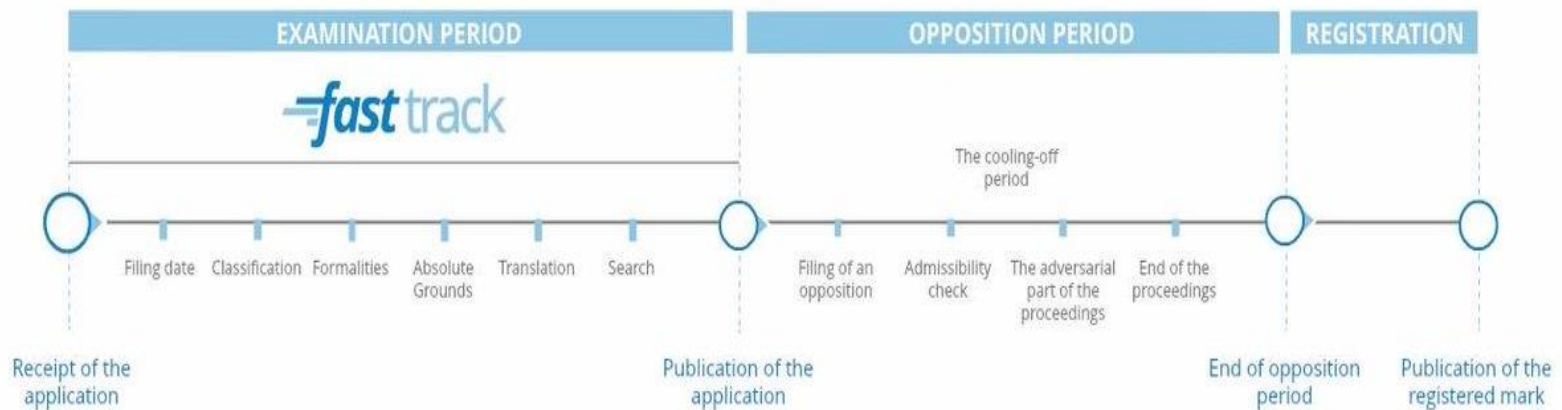 EXAMINATION PERIOD
OPPOSITION PERIOD
REGISTRATION
fast track
The cooling-off
period
Filing date
Classification
Formalities
Absolute
Grounds
Translation
Search
Filing of an
opposition
Admissibility
check
The adversarial
part of the
proceedings
End of the
proceedings
Receipt of the
application
Publication of the
application
End of opposition
period
Publication of the
registered mark